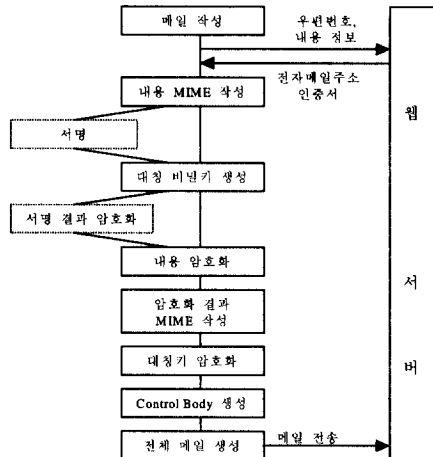 메일 작성
우편번호,
내용 정보
전자메일주소
인증서
내용 MIME 작성
서명
대칭 비밀키 생성
서명 결과 암호화
내용 암호화
암호화 결과
MIME 작성
대칭키 암호화
Control Body 생성
전체 메일 생성
메일 전송
웹
서
버